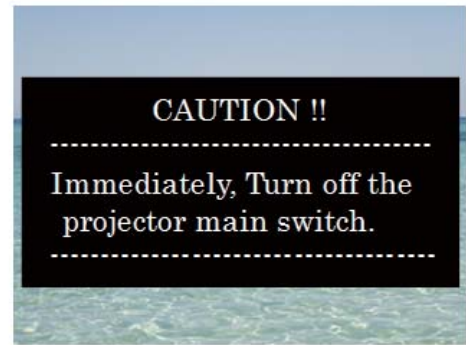 CAUTION !!
Immediately, Turn off the
projector main switch.